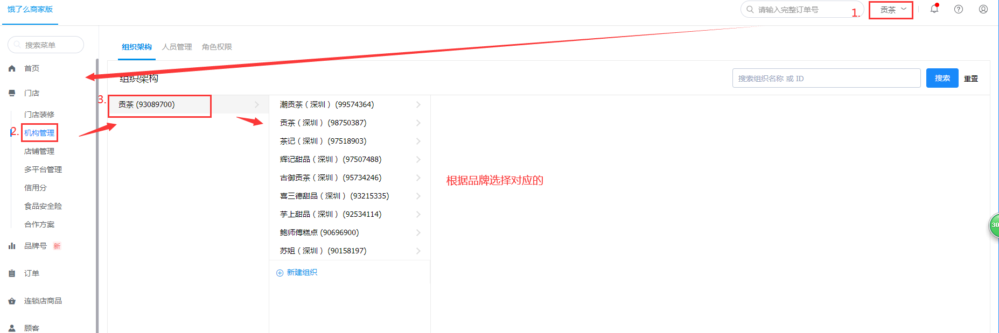 饿了么商家版
请输入完整订单号
1.
贡茶
搜索菜单
首页
门店
门店装修
2.
机构管理
店铺管理
多平台管理
信用分
食品安全险
合作方案
品牌号 新
订单
连锁店商品
顾客
组织架构 人员管理 角色权限
组织架构
搜索组织名称 或 ID
搜索 重置
3.
贡茶 (93089700)
潮贡茶（深圳）(99574364)
贡茶（深圳）(98750387)
茶记（深圳）(97518903)
辉记甜品（深圳）(97507488)
古御贡茶（深圳）(95734246)
喜三德甜品（深圳）(93215335)
芋上甜品（深圳）(92534114)
鲍师傅糕点 (90696900)
苏姐（深圳）(90158197)
新建组织
根据品牌选择对应的
30